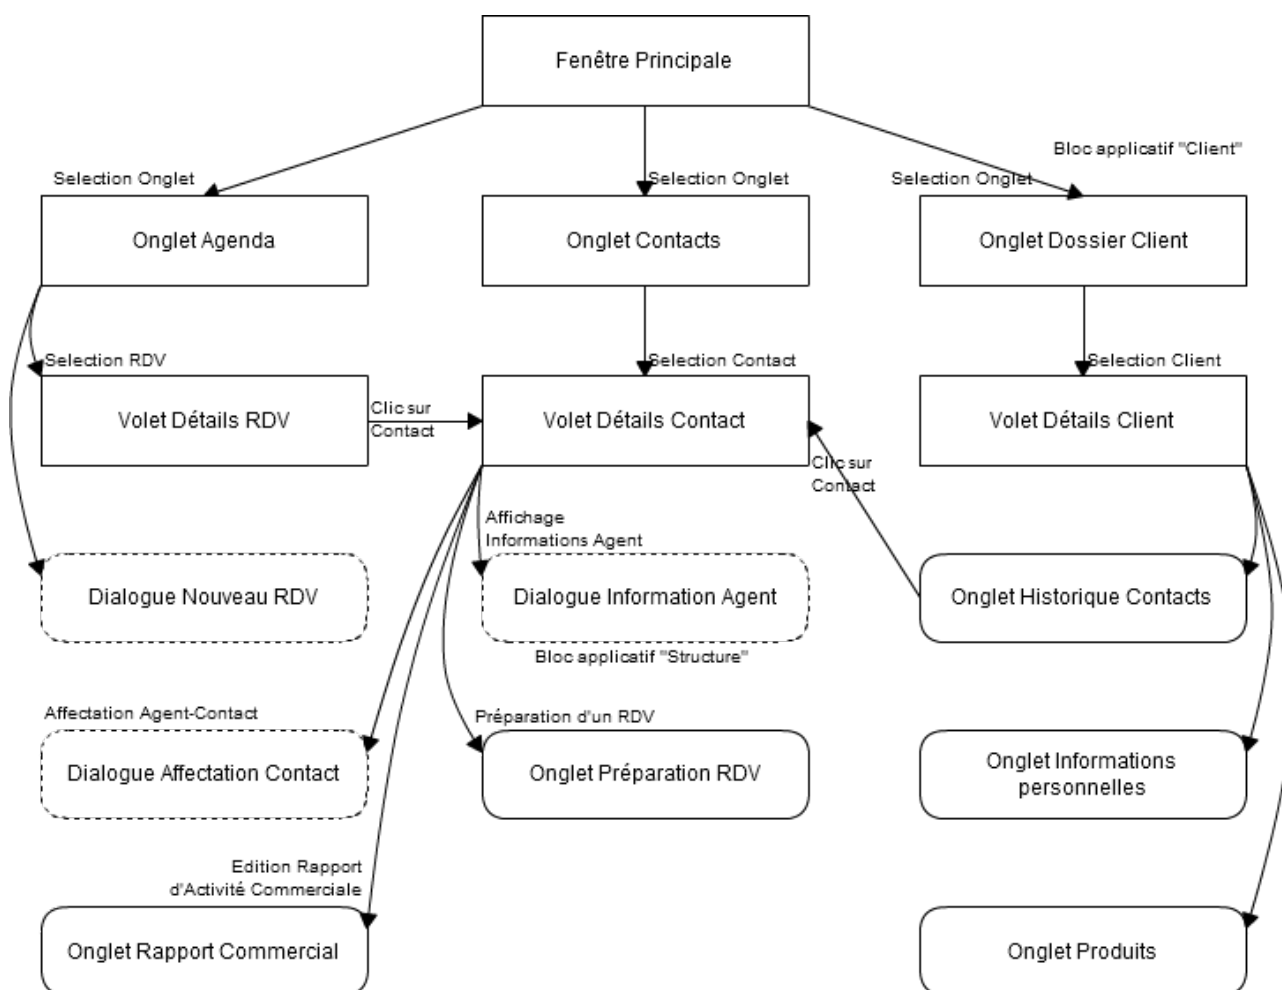 Fenêtre Principale
Bloc applicatif "Client"
Selection Onglet
Selection Onglet
Selection Onglet
Onglet Agenda
Onglet Contacts
Onglet Dossier Client
Selection RDV
Selection Contact
Selection Client
Volet Détails RDV
Clic sur
Contact
Volet Détails Contact
Volet Détails Client
Clic sur
Contact
Affichage
Informations Agent
Dialogue Nouveau RDV
Dialogue Information Agent
Onglet Historique Contacts
Bloc applicatif "Structure"
Affectation Agent-Contact
Préparation d'un RDV
Dialogue Affectation Contact
Onglet Préparation RDV
Onglet Informations
personnelles
Edition Rapport
d'Activité Commerciale
Onglet Rapport Commercial
Onglet Produits